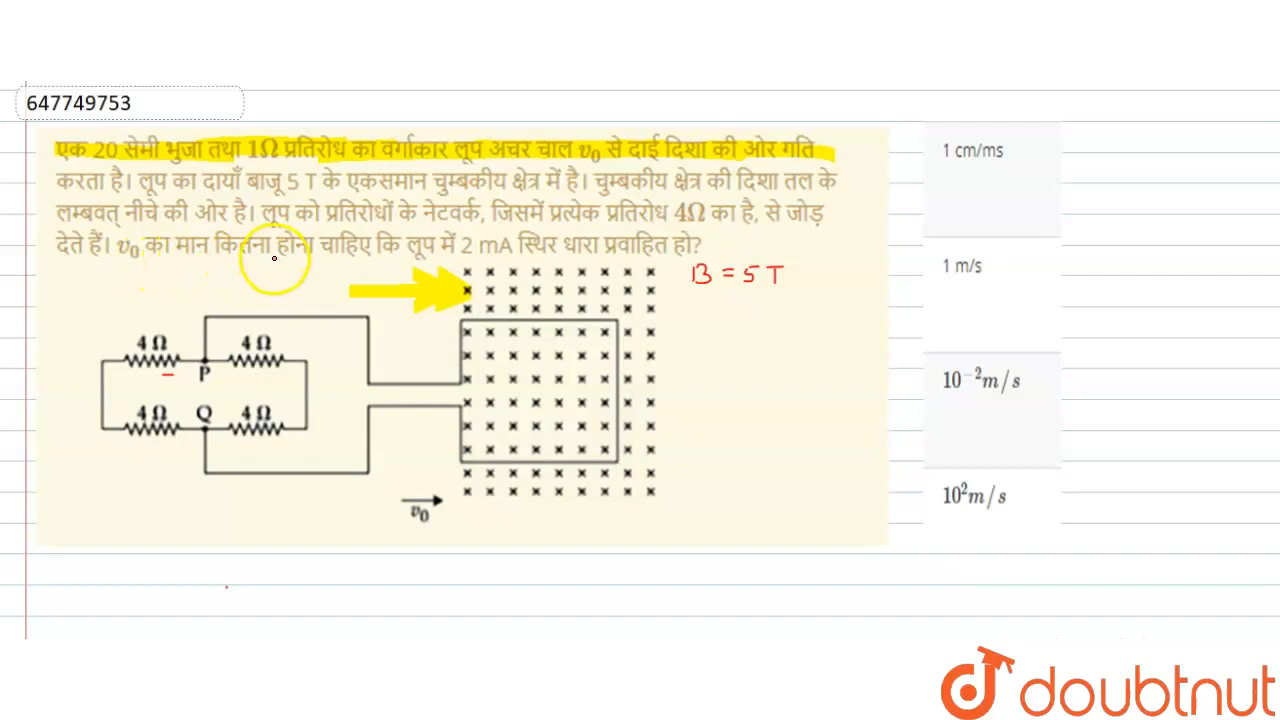 647749753
एक 20 सेमी भुजा तथा 1Ω प्रतिरोध का वर्गाकार लूप अचर चाल v₀ से दाई दिशा की ओर गति
करता है। लूप का दायाँ बाजू 5 T के एकसमान चुम्बकीय क्षेत्र में है। चुम्बकीय क्षेत्र की दिशा तल के
लम्बवत् नीचे की ओर है। लूप को प्रतिरोधों के नेटवर्क, जिसमें प्रत्येक प्रतिरोध 4Ω का है, से जोड़
देते हैं। v₀ का मान कितना होना चाहिए कि लूप में 2 mA स्थिर धारा प्रवाहित हो?
B = 5 T
4 Ω 4 Ω
P
4 Ω Q 4 Ω
v₀
1 cm/ms
1 m/s
10⁻²m/s
10²m/s
doubtnut